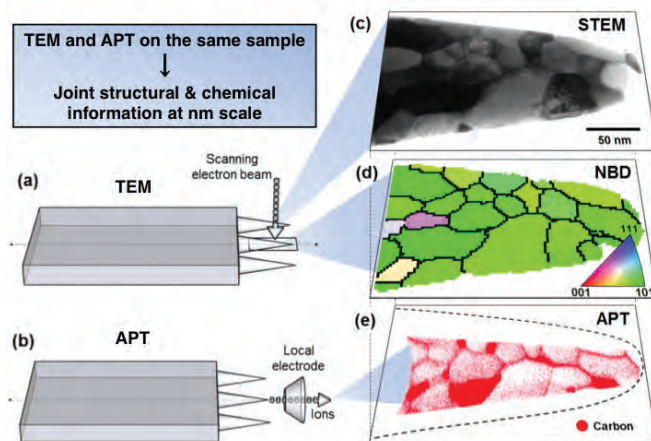 TEM and APT on the same sample
↓
Joint structural & chemical
information at nm scale
(a)
TEM
Scanning
electron beam
(b)
APT
Local
electrode
Ions
(c)
STEM
50 nm
(d)
NBD
111
001
101
(e)
APT
Carbon